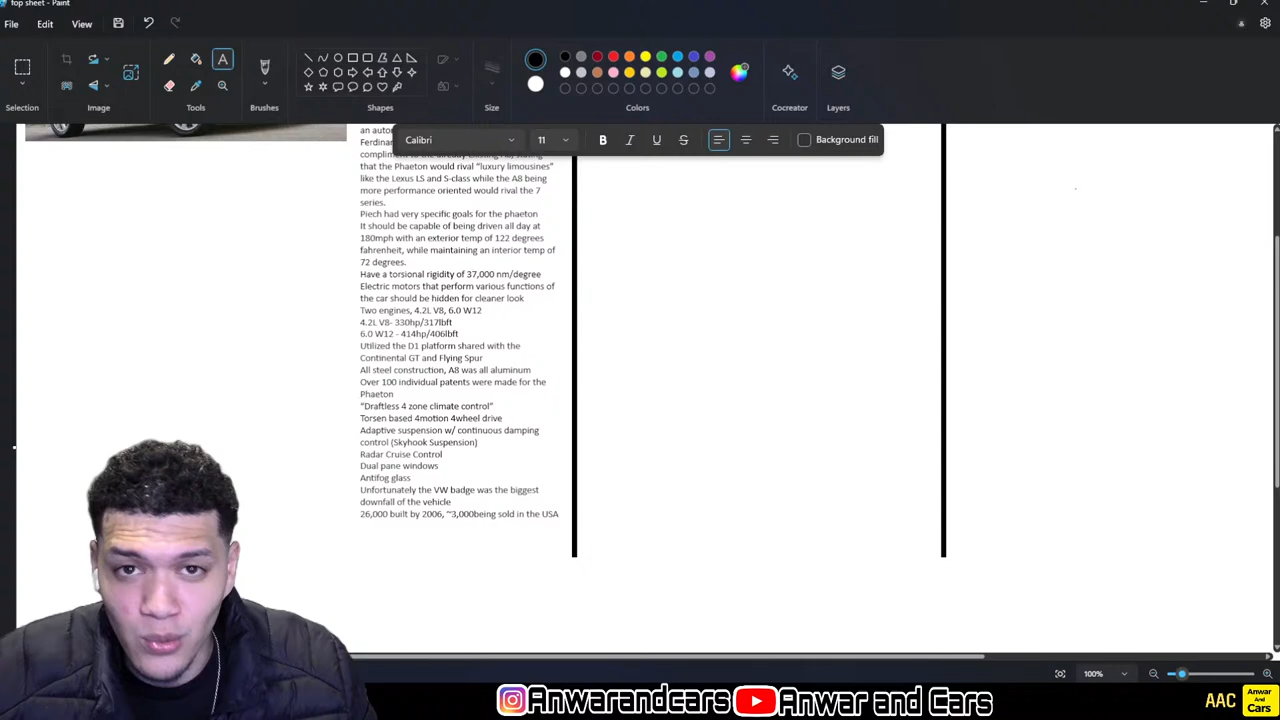 top sheet - Paint
File Edit View
Selection Image Tools Brushes Shapes Size Colors Cocreator Layers
Calibri 11 B I U S Background fill
an auto
Ferdinar
that the Phaeton would rival "luxury limousines"
like the Lexus LS and S-class while the A8 being
more performance oriented would rival the 7
series.
Piech had very specific goals for the phaeton
It should be capable of being driven all day at
180mph with an exterior temp of 122 degrees
fahrenheit, while maintaining an interior temp of
72 degrees.
Have a torsional rigidity of 37,000 nm/degree
Electric motors that perform various functions of
the car should be hidden for cleaner look
Two engines, 4.2L V8, 6.0 W12
4.2L V8- 330hp/317lbft
6.0 W12 - 414hp/406lbft
Utilized the D1 platform shared with the
Continental GT and Flying Spur
All steel construction, A8 was all aluminum
Over 100 individual patents were made for the
Phaeton
“Draftless 4 zone climate control”
Torsen based 4motion 4wheel drive
Adaptive suspension w/ continuous damping
control (Skyhook Suspension)
Radar Cruise Control
Dual pane windows
Antifog glass
Unfortunately the VW badge was the biggest
downfall of the vehicle
26,000 built by 2006, ~3,000being sold in the USA
100%
@Anwarandcars Anwar and Cars
AAC Anwar And Cars